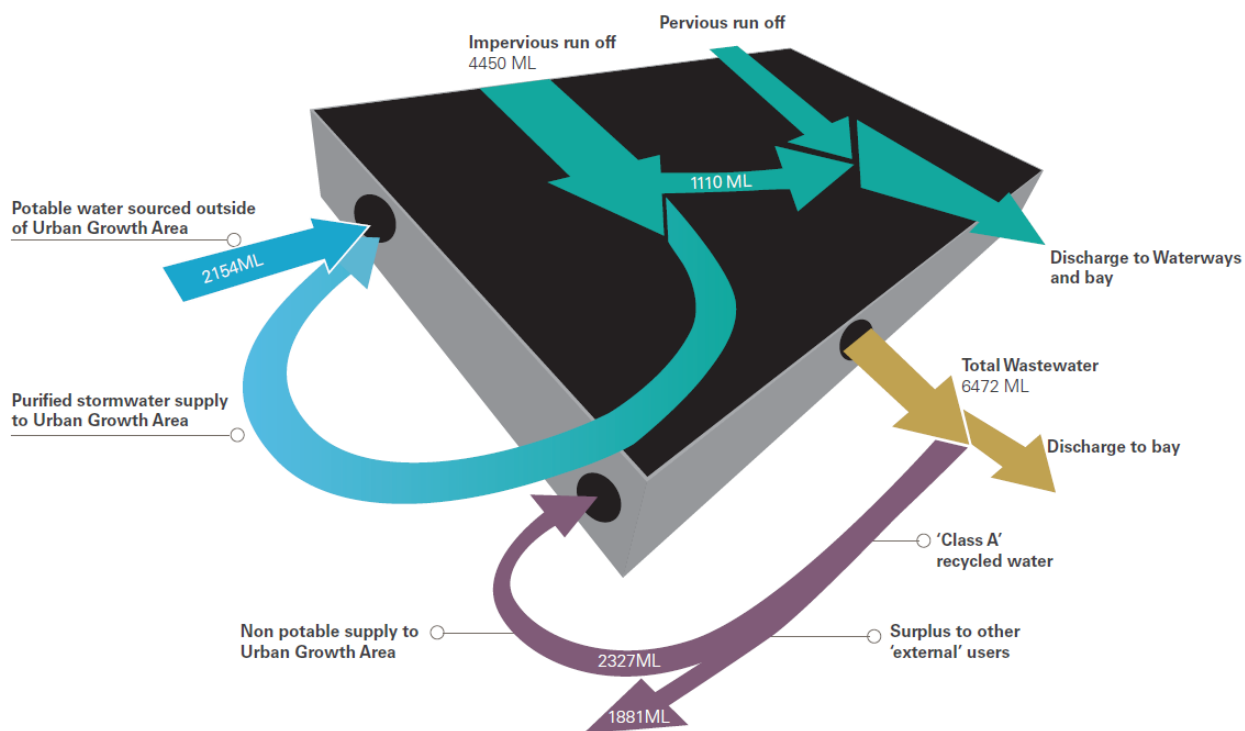 Pervious run off
Impervious run off
4450 ML
1110 ML
Potable water sourced outside
of Urban Growth Area
2154ML
Discharge to Waterways
and bay
Total Wastewater
6472 ML
Purified stormwater supply
to Urban Growth Area
Discharge to bay
‘Class A’
recycled water
Non potable supply to
Urban Growth Area
Surplus to other
‘external’ users
2327ML
1881ML